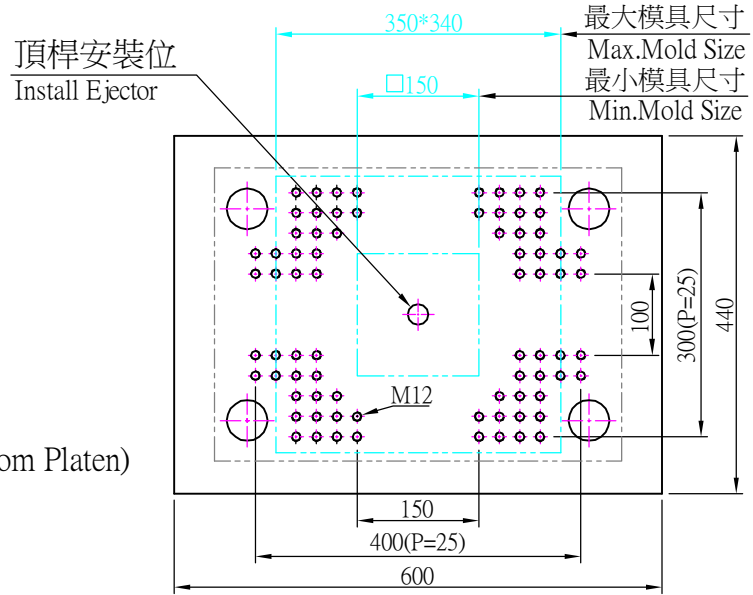 350*340
最大模具尺寸
Max.Mold Size
頂桿安裝位
Install Ejector
□150
最小模具尺寸
Min.Mold Size
100
300(P=25)
440
M12
om Platen)
150
400(P=25)
600